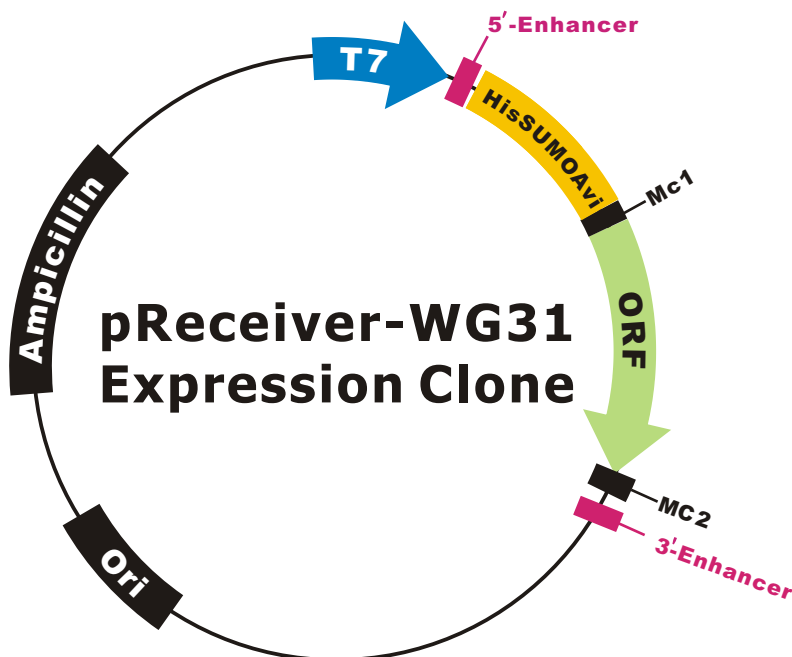 5′-Enhancer
T7
HisSUMOAvi
Mc1
Ampicillin
pReceiver-WG31
Expression Clone
ORF
MC2
3′-Enhancer
Ori